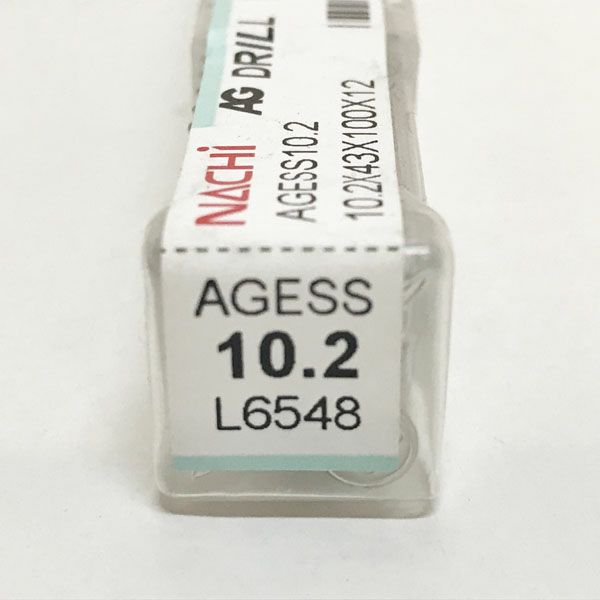 NACHi
AG DRILL
AGESS10.2
10.2X43X100X12
AGESS
10.2
L6548